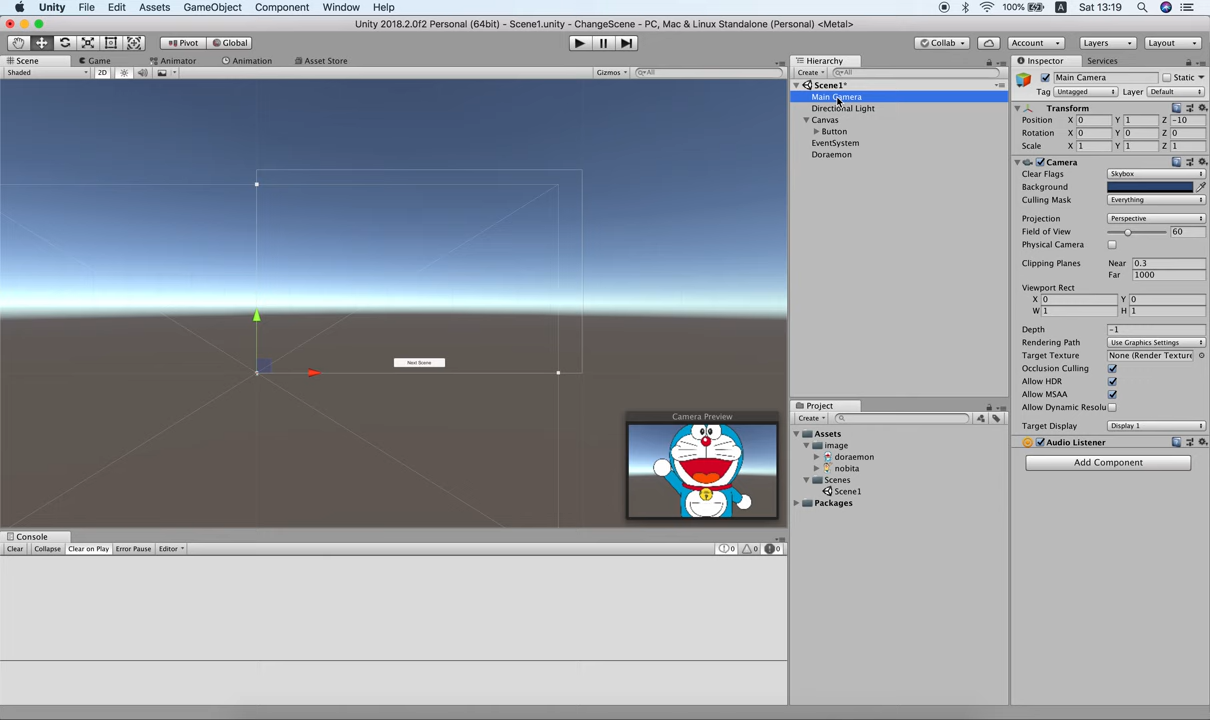 Unity File Edit Assets GameObject Component Window Help 100% A Sat 13:19
Unity 2018.2.0f2 Personal (64bit) - Scene1.unity - ChangeScene - PC, Mac & Linux Standalone (Personal) <Metal>
Pivot Global Collab Account Layers Layout
Scene Game Animator Animation Asset Store
Shaded 2D Gizmos All
Next Scene
Camera Preview
Console
Clear Collapse Clear on Play Error Pause Editor 0 0 0
Hierarchy
Create All
Scene1*
Main Camera
Directional Light
Canvas
Button
EventSystem
Doraemon
Project
Create
Assets
image
doraemon
nobita
Scenes
Scene1
Packages
Inspector Services
Main Camera Static
Tag Untagged Layer Default
Transform
Position X 0 Y 1 Z -10
Rotation X 0 Y 0 Z 0
Scale X 1 Y 1 Z 1
Camera
Clear Flags Skybox
Background
Culling Mask Everything
Projection Perspective
Field of View 60
Physical Camera
Clipping Planes Near 0.3
Far 1000
Viewport Rect
X 0 Y 0
W 1 H 1
Depth -1
Rendering Path Use Graphics Settings
Target Texture None (Render Texture
Occlusion Culling
Allow HDR
Allow MSAA
Allow Dynamic Resolu
Target Display Display 1
Audio Listener
Add Component